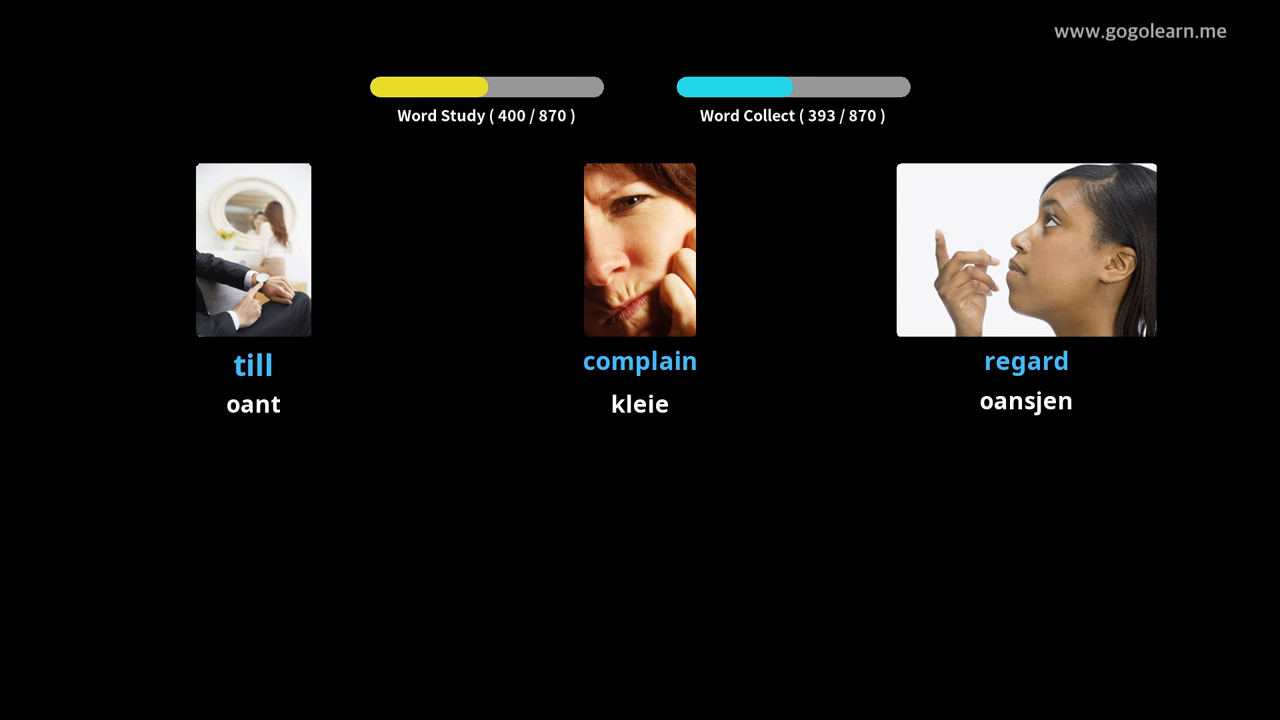 www.gogolearn.me
Word Study ( 400 / 870 )
Word Collect ( 393 / 870 )
till
complain
regard
oant
kleie
oansjen